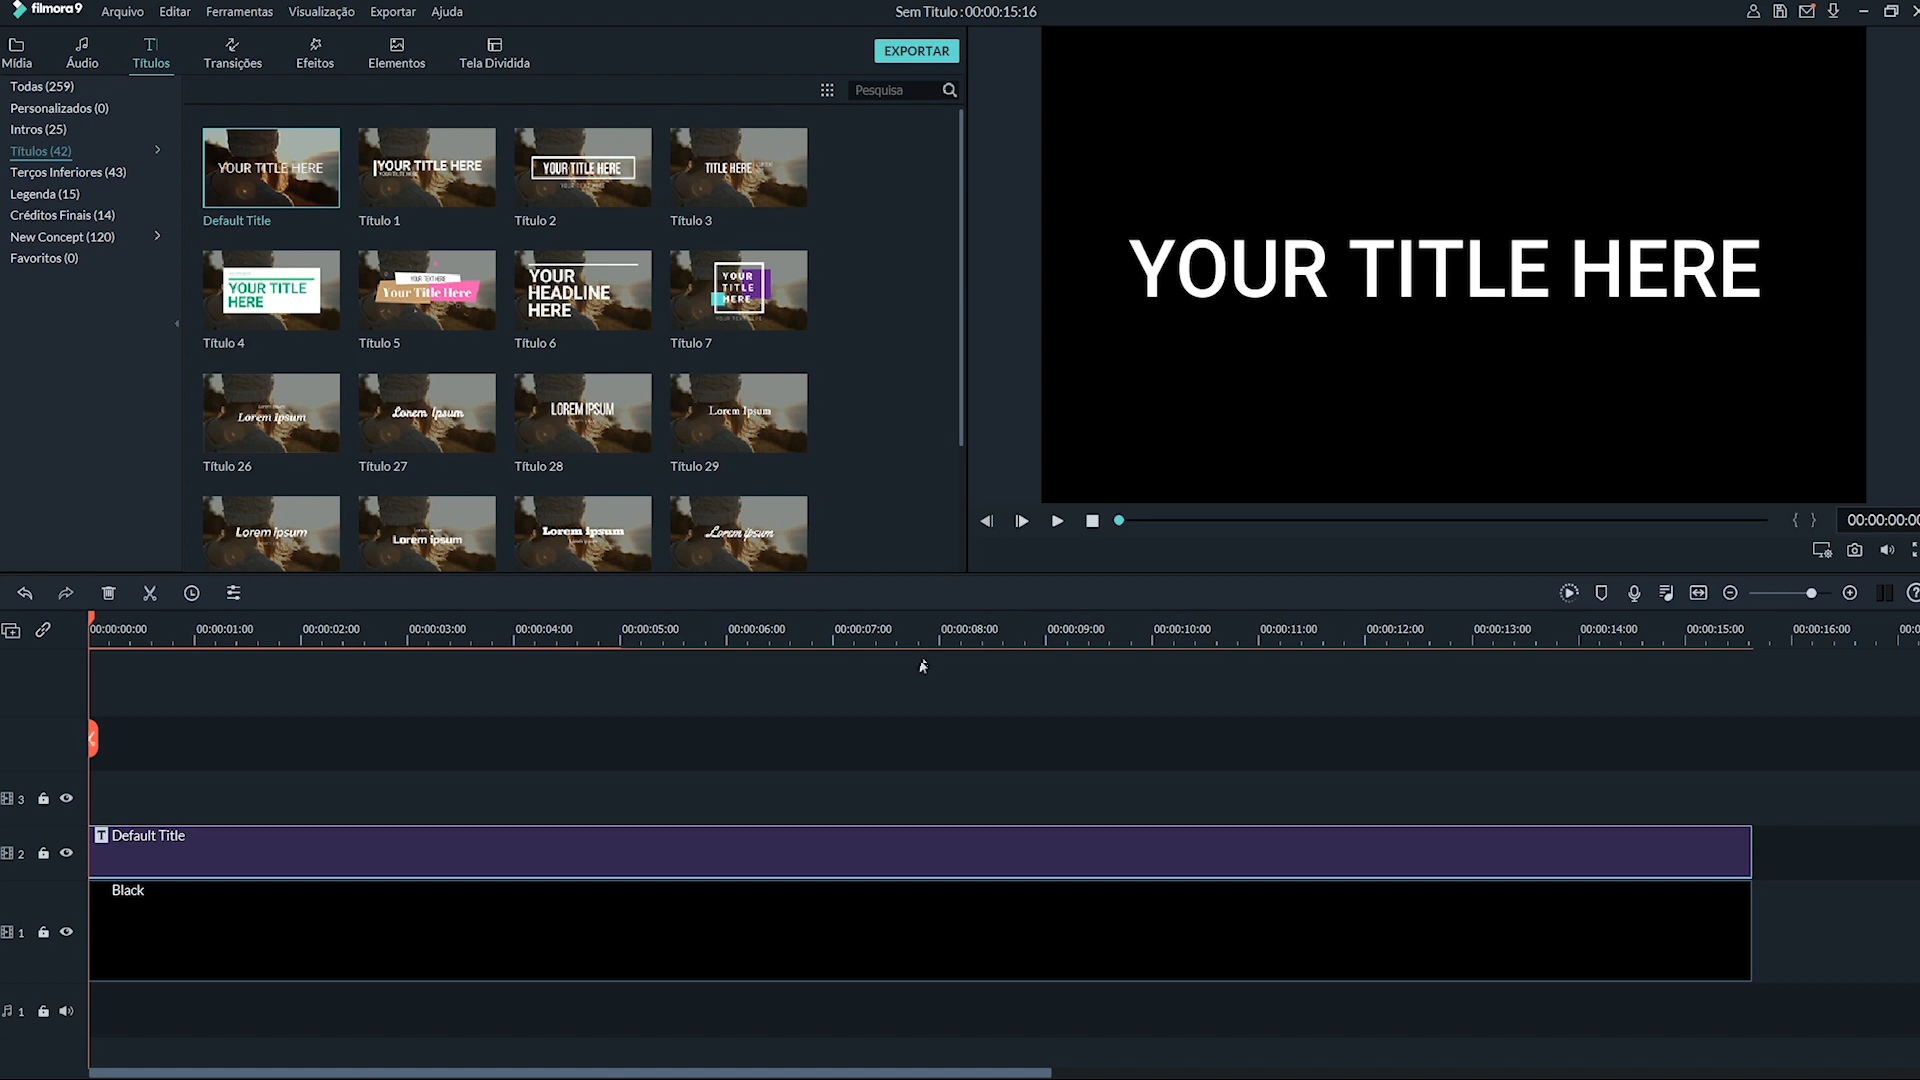 filmora9 Arquivo Editar Ferramentas Visualização Exportar Ajuda
Sem Titulo : 00:00:15:16
Mídia Áudio Títulos Transições Efeitos Elementos Tela Dividida
EXPORTAR
Pesquisa
Todas (259)
Personalizados (0)
Intros (25)
Títulos (42)
Terços Inferiores (43)
Legenda (15)
Créditos Finais (14)
New Concept (120)
Favoritos (0)
YOUR TITLE HERE
YOUR TITLE HERE
YOUR TITLE HERE
TITLE HERE
Default Title Título 1 Título 2 Título 3
YOUR TITLE
HERE
YOUR TEXT HERE
Your Title Here
YOUR
HEADLINE
HERE
YOUR
TITLE
HERE
Título 4 Título 5 Título 6 Título 7
Lorem Ipsum
Lorem Ipsum
LOREM IPSUM
Lorem Ipsum
Título 26 Título 27 Título 28 Título 29
Lorem Ipsum
Lorem Ipsum
Lorem Ipsum
Lorem Ipsum
YOUR TITLE HERE
{ } 00:00:00:00
00:00:00:00 00:00:01:00 00:00:02:00 00:00:03:00 00:00:04:00 00:00:05:00 00:00:06:00 00:00:07:00 00:00:08:00 00:00:09:00 00:00:10:00 00:00:11:00 00:00:12:00 00:00:13:00 00:00:14:00 00:00:15:00 00:00:16:00
3
T Default Title
2
Black
1
1